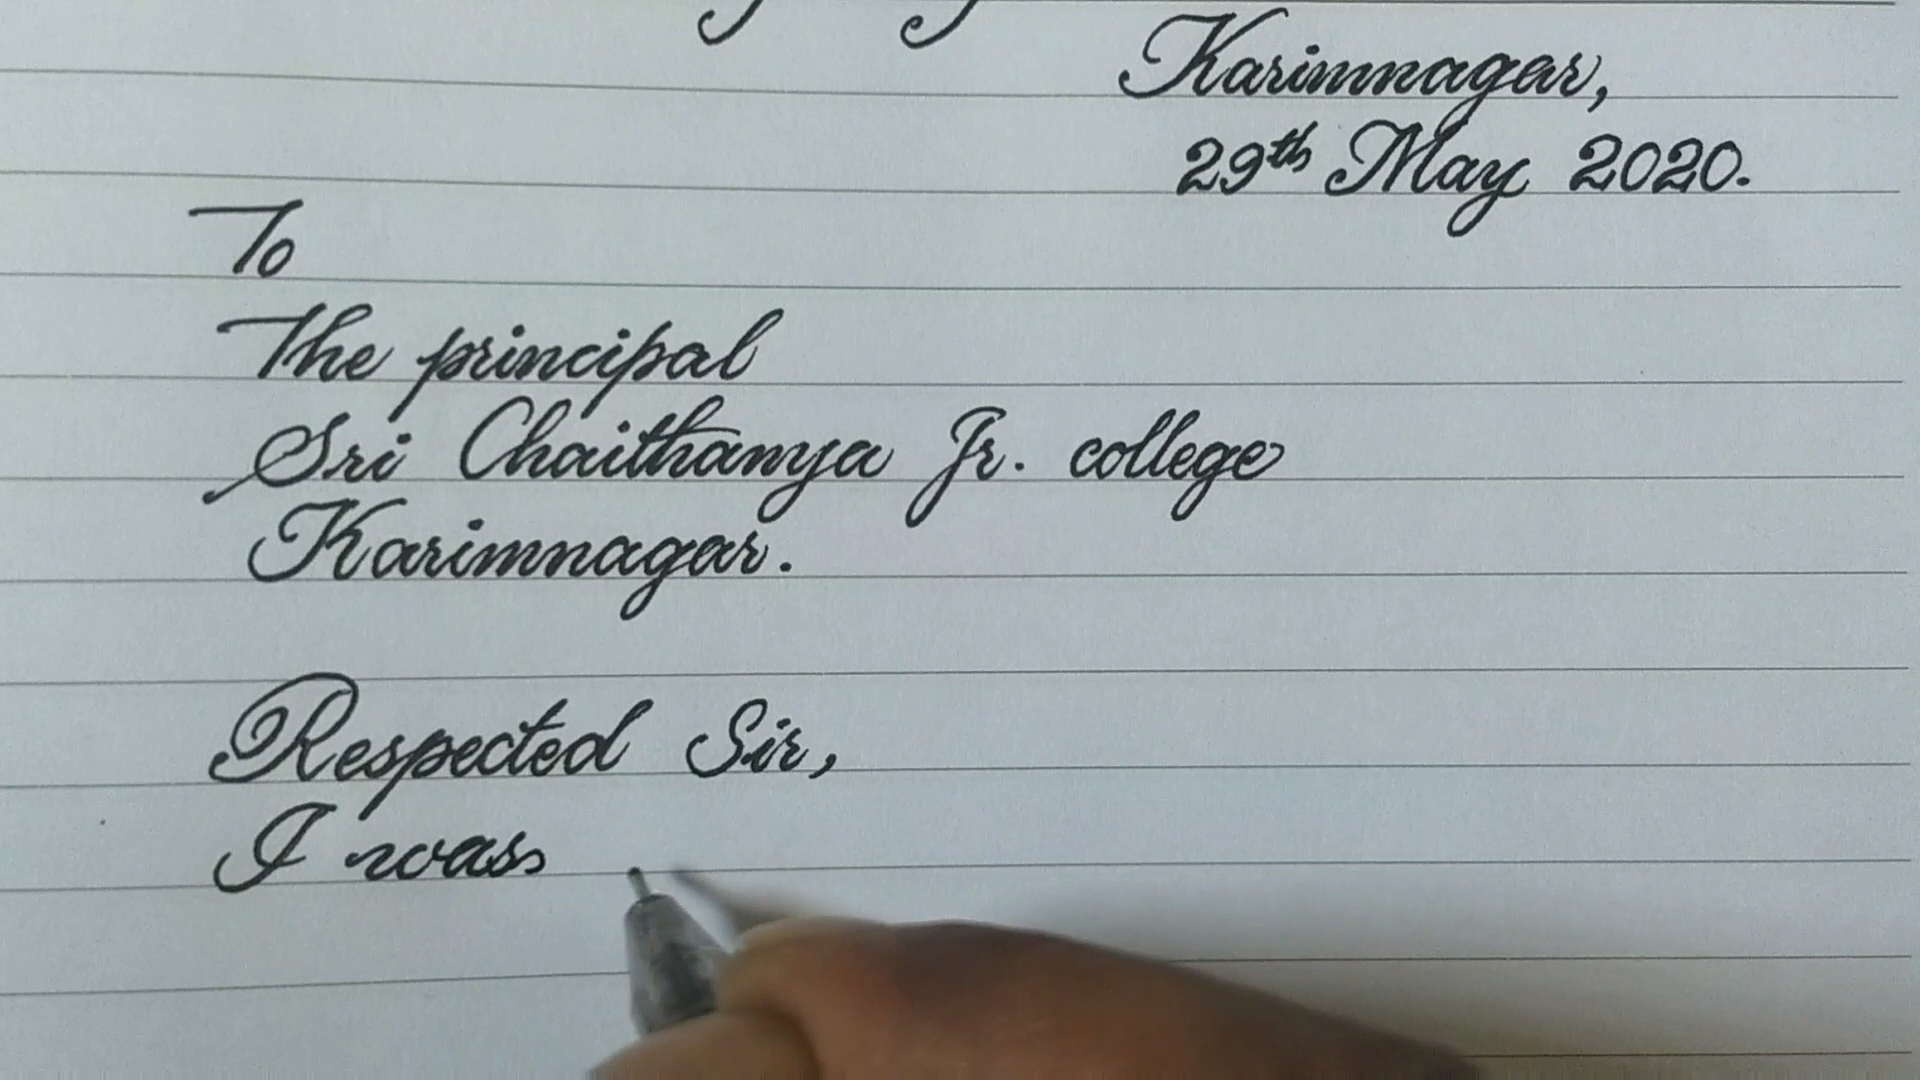 Karimnagar,
29th May 2020.
To
The principal
Sri Chaithanya Jr. college
Karimnagar.
Respected Sir,
I was